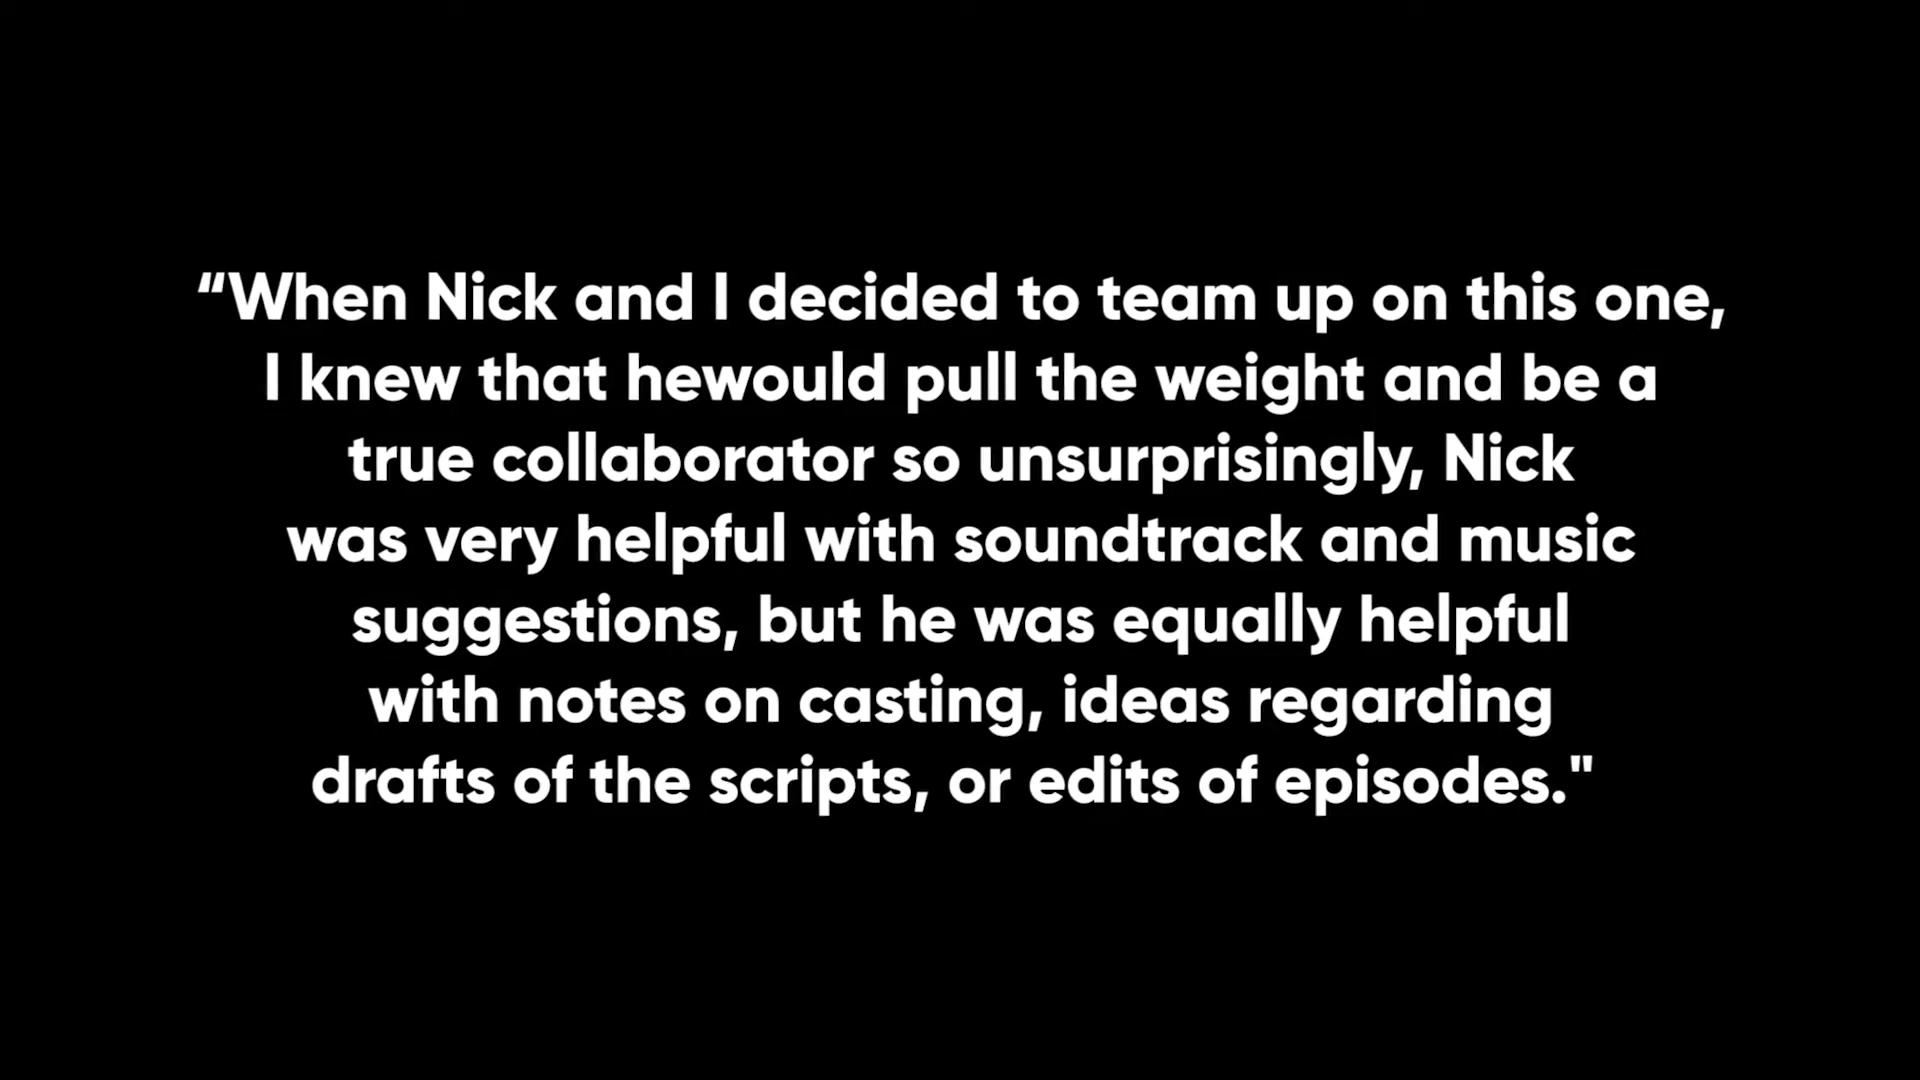 “When Nick and I decided to team up on this one,
I knew that hewould pull the weight and be a
true collaborator so unsurprisingly, Nick
was very helpful with soundtrack and music
suggestions, but he was equally helpful
with notes on casting, ideas regarding
drafts of the scripts, or edits of episodes."